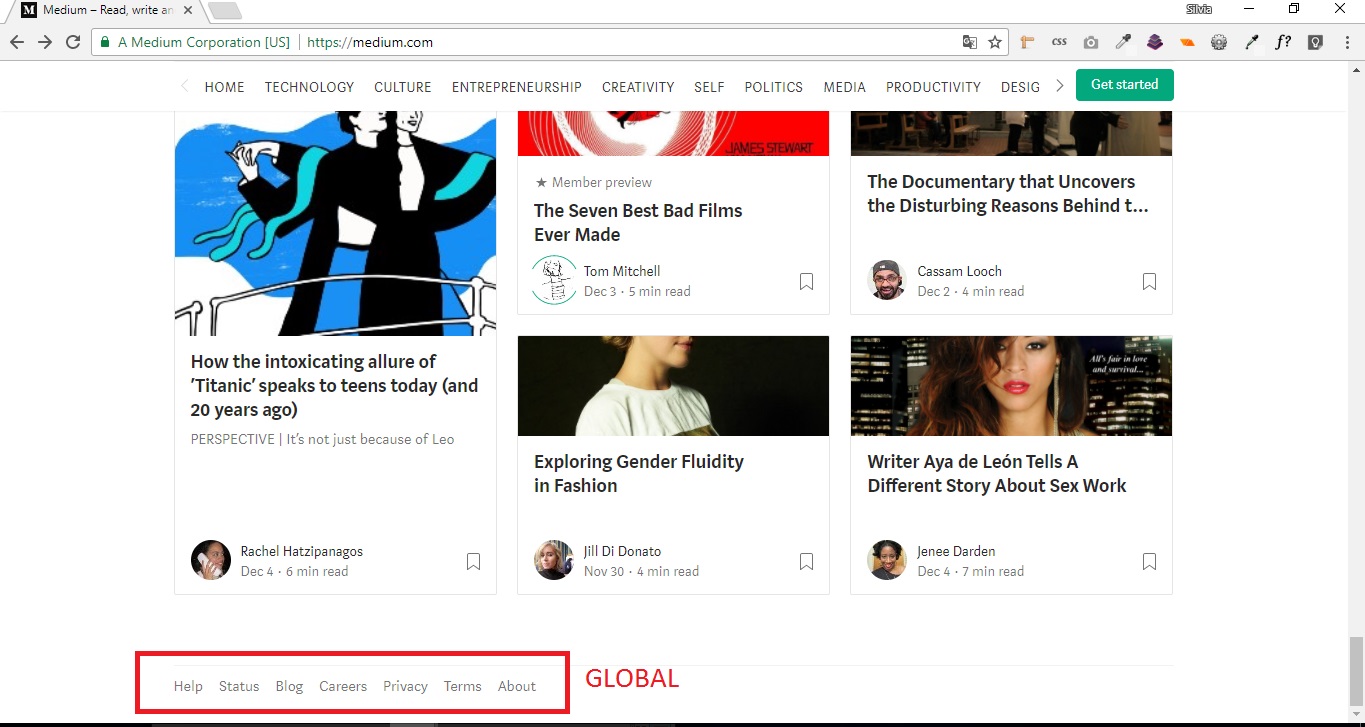 Medium – Read, write an
Silvia
A Medium Corporation [US] | https://medium.com
css
f?
HOME TECHNOLOGY CULTURE ENTREPRENEURSHIP CREATIVITY SELF POLITICS MEDIA PRODUCTIVITY DESIG
Get started
JAMES STEWART
★ Member preview
The Seven Best Bad Films
Ever Made
Tom Mitchell
Dec 3 · 5 min read
The Documentary that Uncovers
the Disturbing Reasons Behind t…
Cassam Looch
Dec 2 · 4 min read
How the intoxicating allure of
‘Titanic’ speaks to teens today (and
20 years ago)
PERSPECTIVE | It’s not just because of Leo
Rachel Hatzipanagos
Dec 4 · 6 min read
Exploring Gender Fluidity
in Fashion
Jill Di Donato
Nov 30 · 4 min read
All's fair in love
and survival...
Writer Aya de León Tells A
Different Story About Sex Work
Jenee Darden
Dec 4 · 7 min read
Help Status Blog Careers Privacy Terms About
GLOBAL